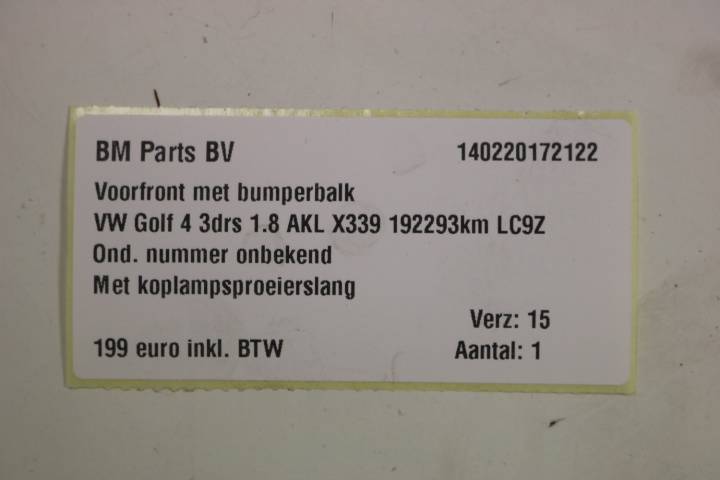 BM Parts BV 140220172122
Voorfront met bumperbalk
VW Golf 4 3drs 1.8 AKL X339 192293km LC9Z
Ond. nummer onbekend
Met koplampsproeierslang
Verz: 15
199 euro inkl. BTW Aantal: 1